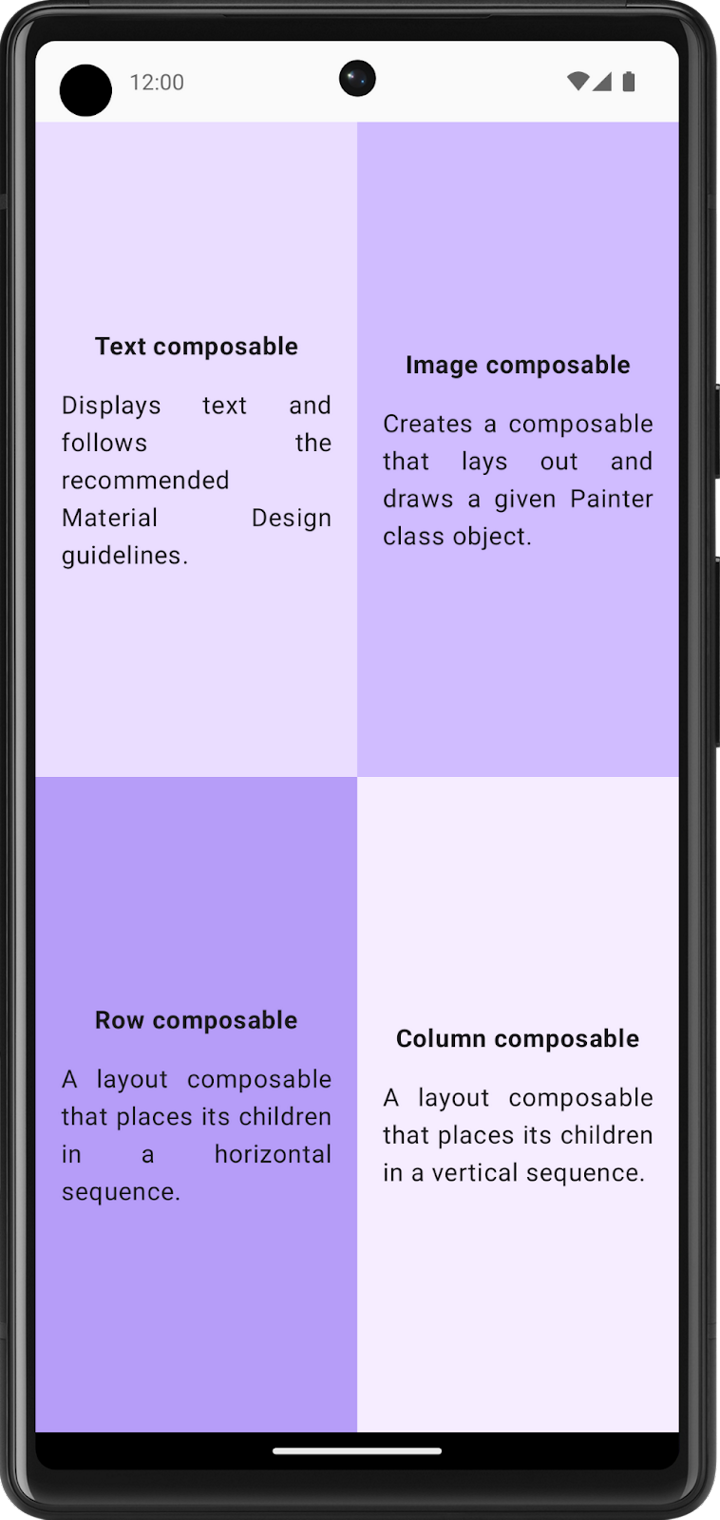 12:00
Text composable
Displays text and
follows the
recommended
Material Design
guidelines.
Image composable
Creates a composable
that lays out and
draws a given Painter
class object.
Row composable
A layout composable
that places its children
in a horizontal
sequence.
Column composable
A layout composable
that places its children
in a vertical sequence.